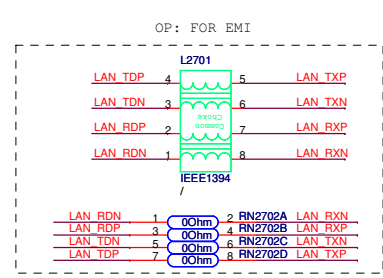 OP: FOR EMI
L2701
LAN_TDP 4 5 LAN_TXP
LAN_TDN 3 6 LAN_TXN
LAN_RDP 2 7 LAN_RXP
LAN_RDN 1 8 LAN_RXN
Common
Choke
IEEE1394
/
LAN_RDN 1 0Ohm 2 RN2702A LAN_RXN
LAN_RDP 3 0Ohm 4 RN2702B LAN_RXP
LAN_TDN 5 0Ohm 6 RN2702C LAN_TXN
LAN_TDP 7 0Ohm 8 RN2702D LAN_TXP